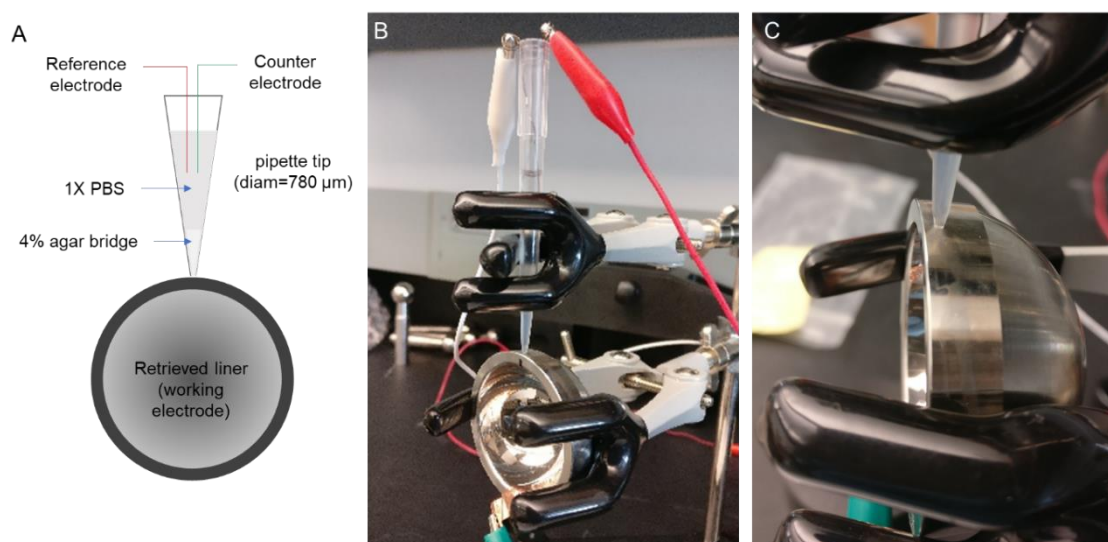 A
Reference
electrode
Counter
electrode
1X PBS
pipette tip
(diam=780 µm)
4% agar bridge
Retrieved liner
(working
electrode)
B
C